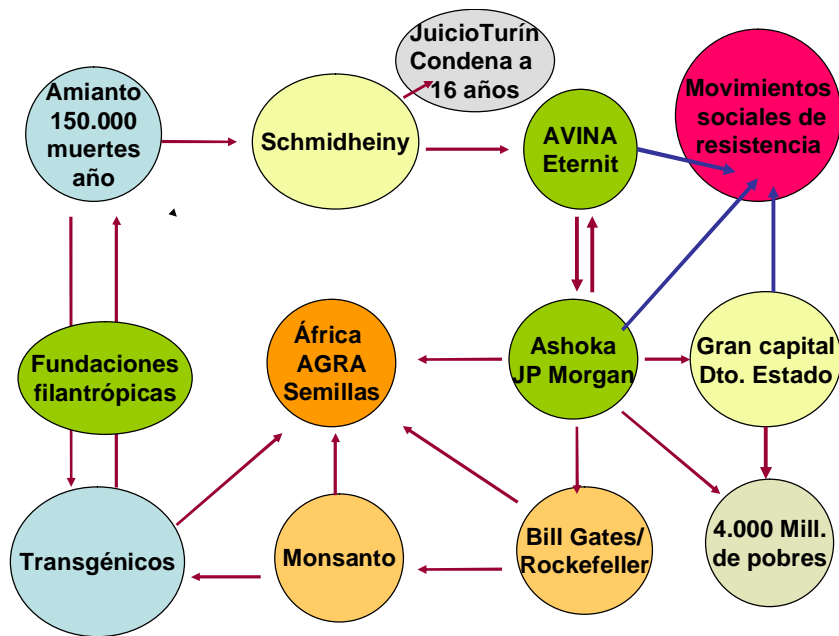 JuicioTurín
Condena a
16 años
Amianto
150.000
muertes
año
Schmidheiny
AVINA
Eternit
Movimientos
sociales de
resistencia
Fundaciones
filantrópicas
África
AGRA
Semillas
Ashoka
JP Morgan
Gran capital
Dto. Estado
Transgénicos
Monsanto
Bill Gates/
Rockefeller
4.000 Mill.
de pobres